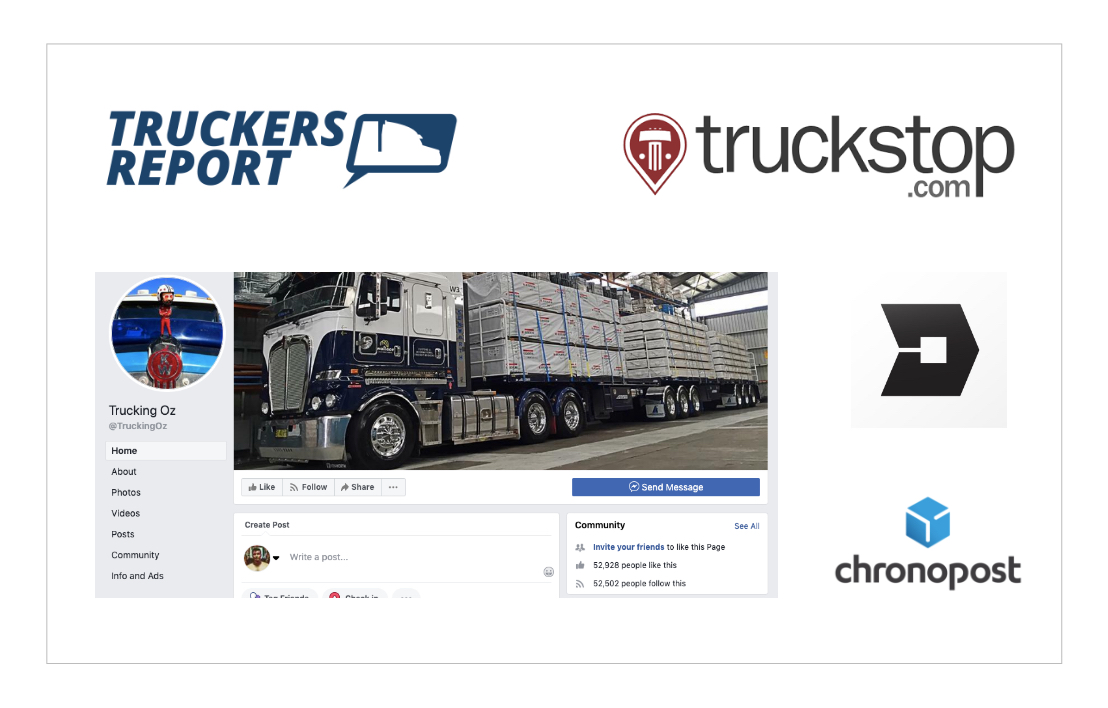 TRUCKERS
REPORT
truckstop
.com
W3
Trucking Oz
@TruckingOz
Home
About
Photos
Videos
Posts
Community
Info and Ads
Like
Follow
Share
Send Message
Create Post
Write a post...
Community
See All
Invite your friends to like this Page
52,928 people like this
52,502 people follow this
chronopost